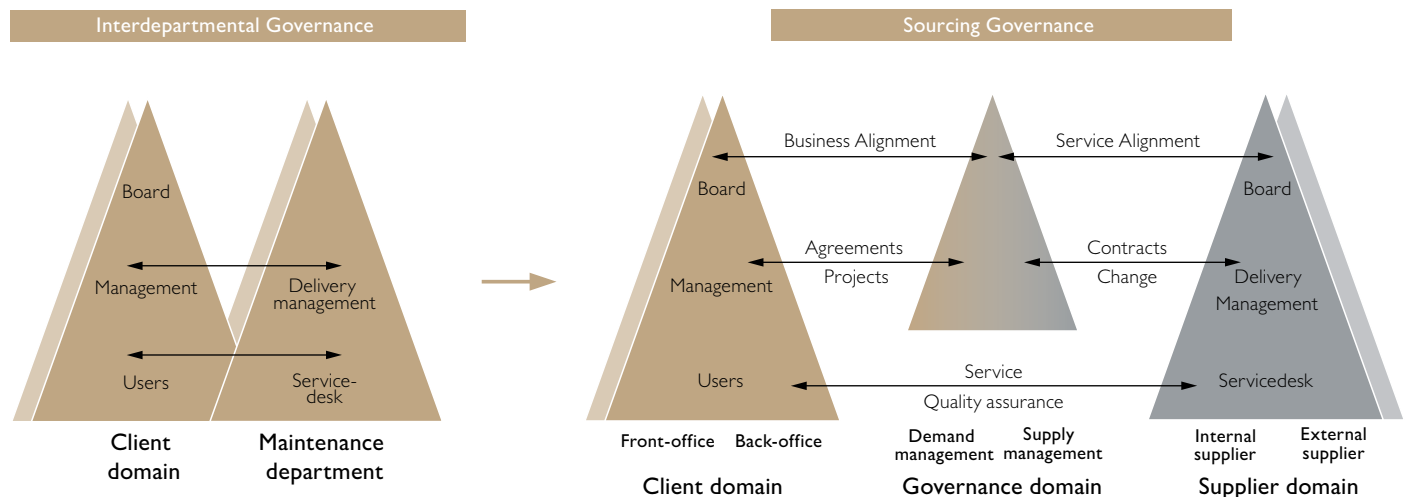 Interdepartmental Governance
Board
Management
Delivery
management
Users
Service-
desk
Client
domain
Maintenance
department
Sourcing Governance
Business Alignment
Service Alignment
Board
Board
Agreements
Projects
Contracts
Change
Management
Delivery
Management
Users
Service
Quality assurance
Servicedesk
Front-office
Back-office
Demand
management
Supply
management
Internal
supplier
External
supplier
Client domain
Governance domain
Supplier domain